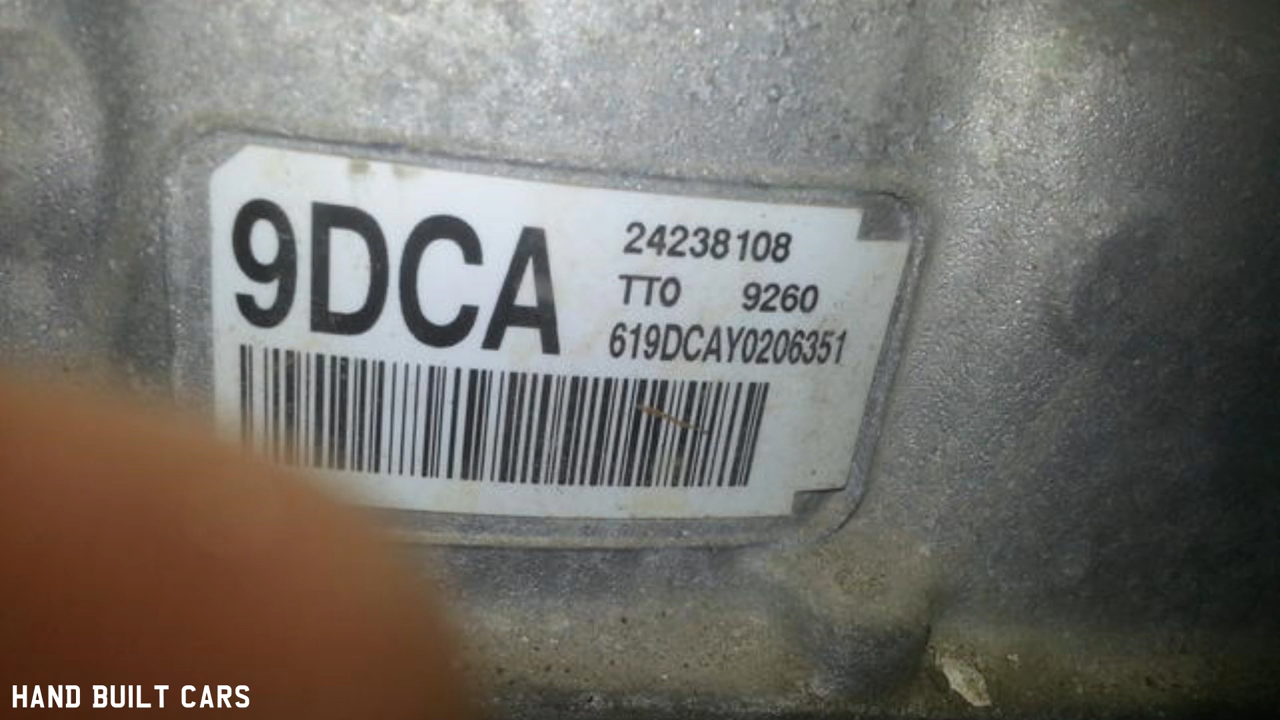 9DCA
24238108
TTO 9260
619DCAY0206351
HAND BUILT CARS